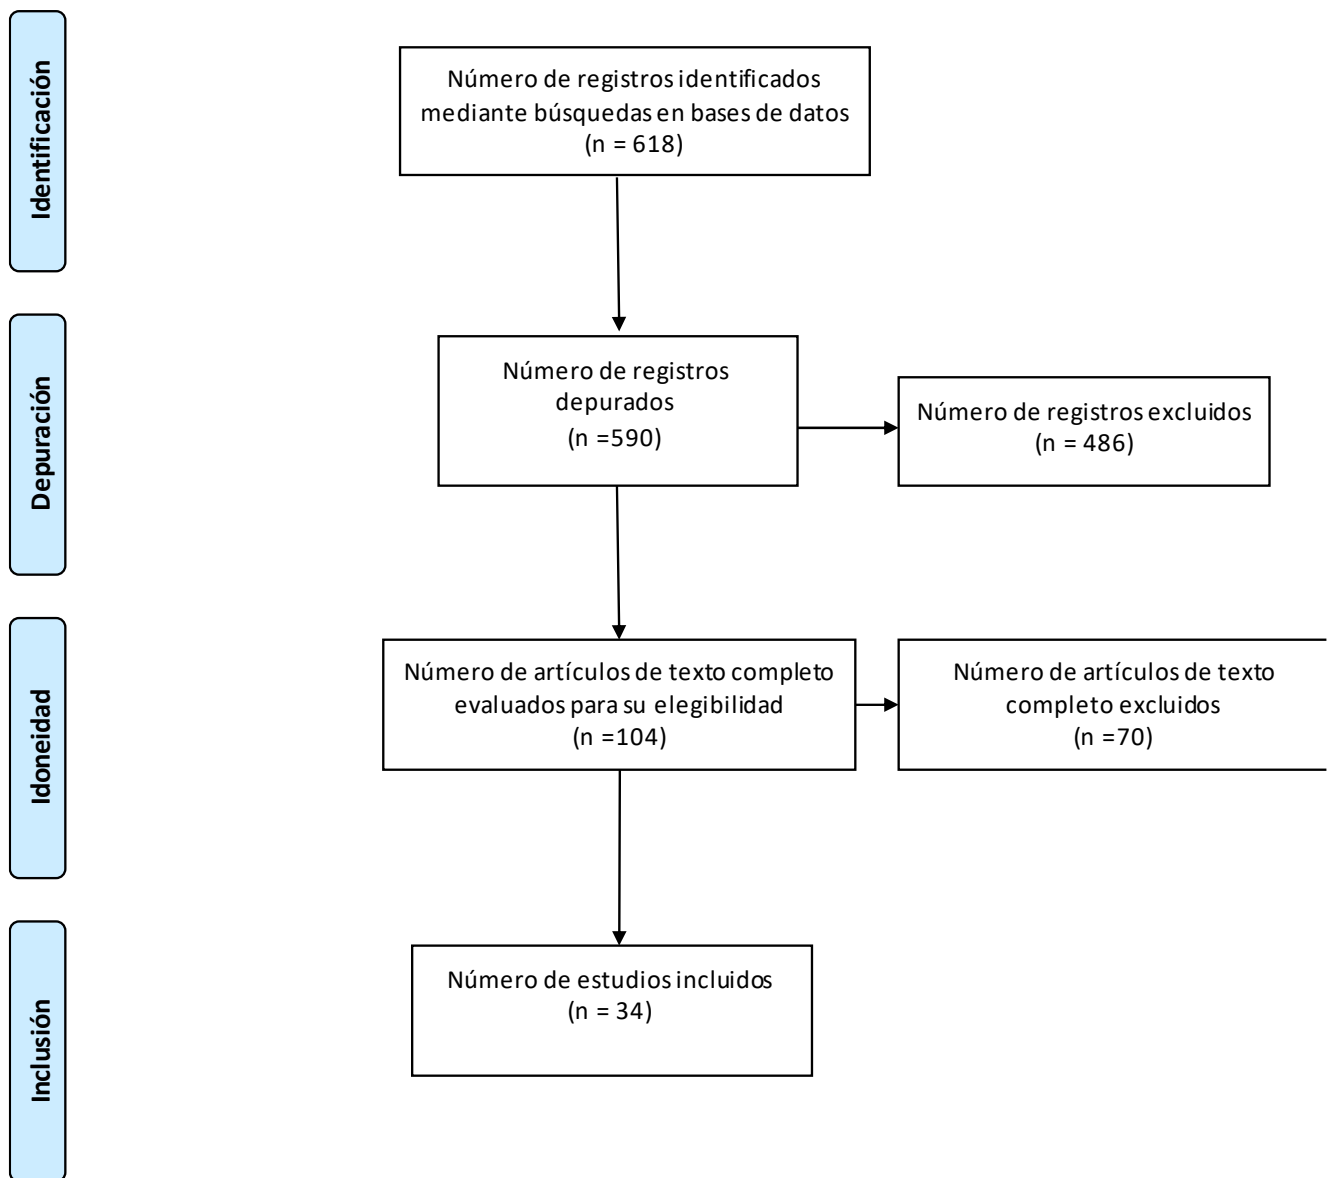 Identificación
Número de registros identificados
mediante búsquedas en bases de datos
(n = 618)
Depuración
Número de registros
depurados
(n =590)
Número de registros excluidos
(n = 486)
Idoneidad
Número de artículos de texto completo
evaluados para su elegibilidad
(n =104)
Número de artículos de texto
completo excluidos
(n =70)
Inclusión
Número de estudios incluidos
(n = 34)